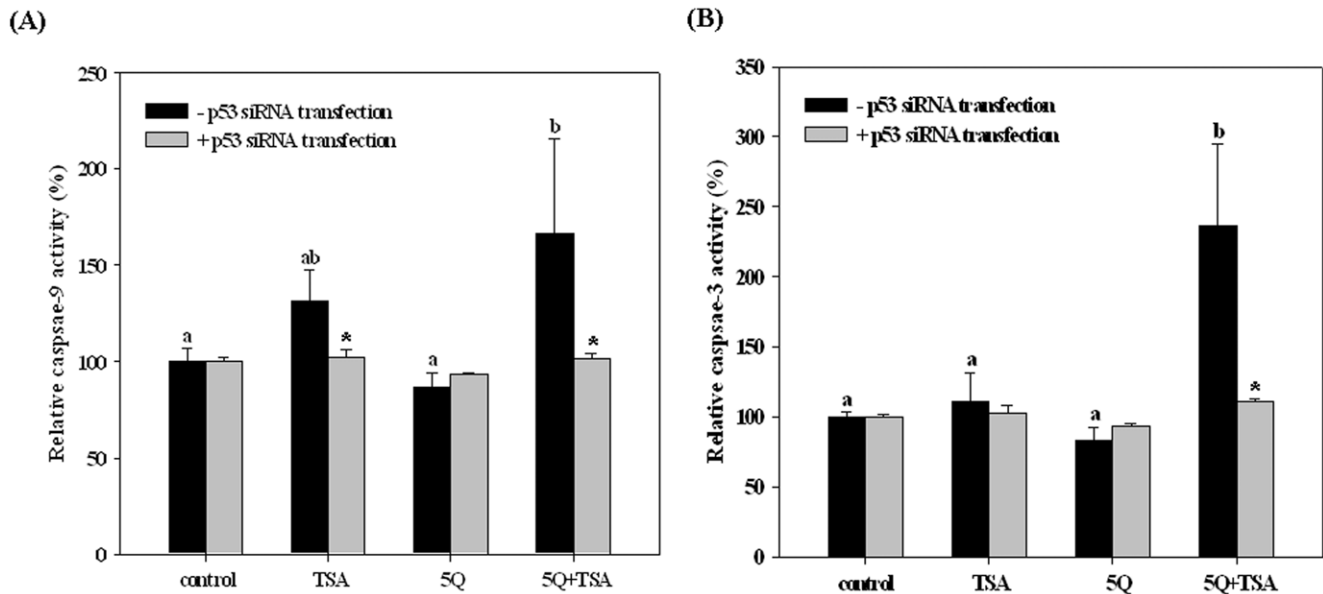 (A)
Relative caspsae-9 activity (%)
250
200
150
100
50
0
- p53 siRNA transfection
+ p53 siRNA transfection
a
ab
*
a
b
*
control
TSA
5Q
5Q+TSA
(B)
Relative caspsae-3 activity (%)
350
300
250
200
150
100
50
0
- p53 siRNA transfection
+ p53 siRNA transfection
a
a
a
b
*
control
TSA
5Q
5Q+TSA